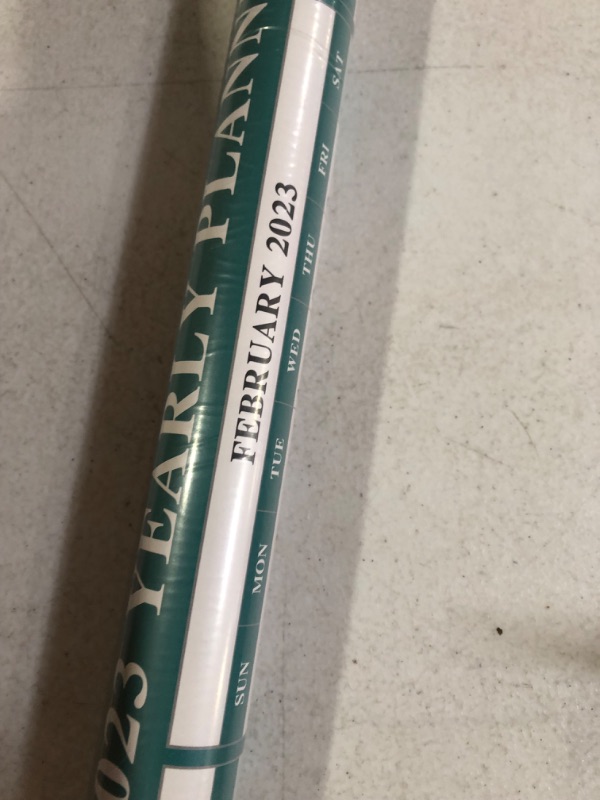 023 YEARLY PLANN
FEBRUARY 2023
SUN MON TUE WED THU FRI SAT